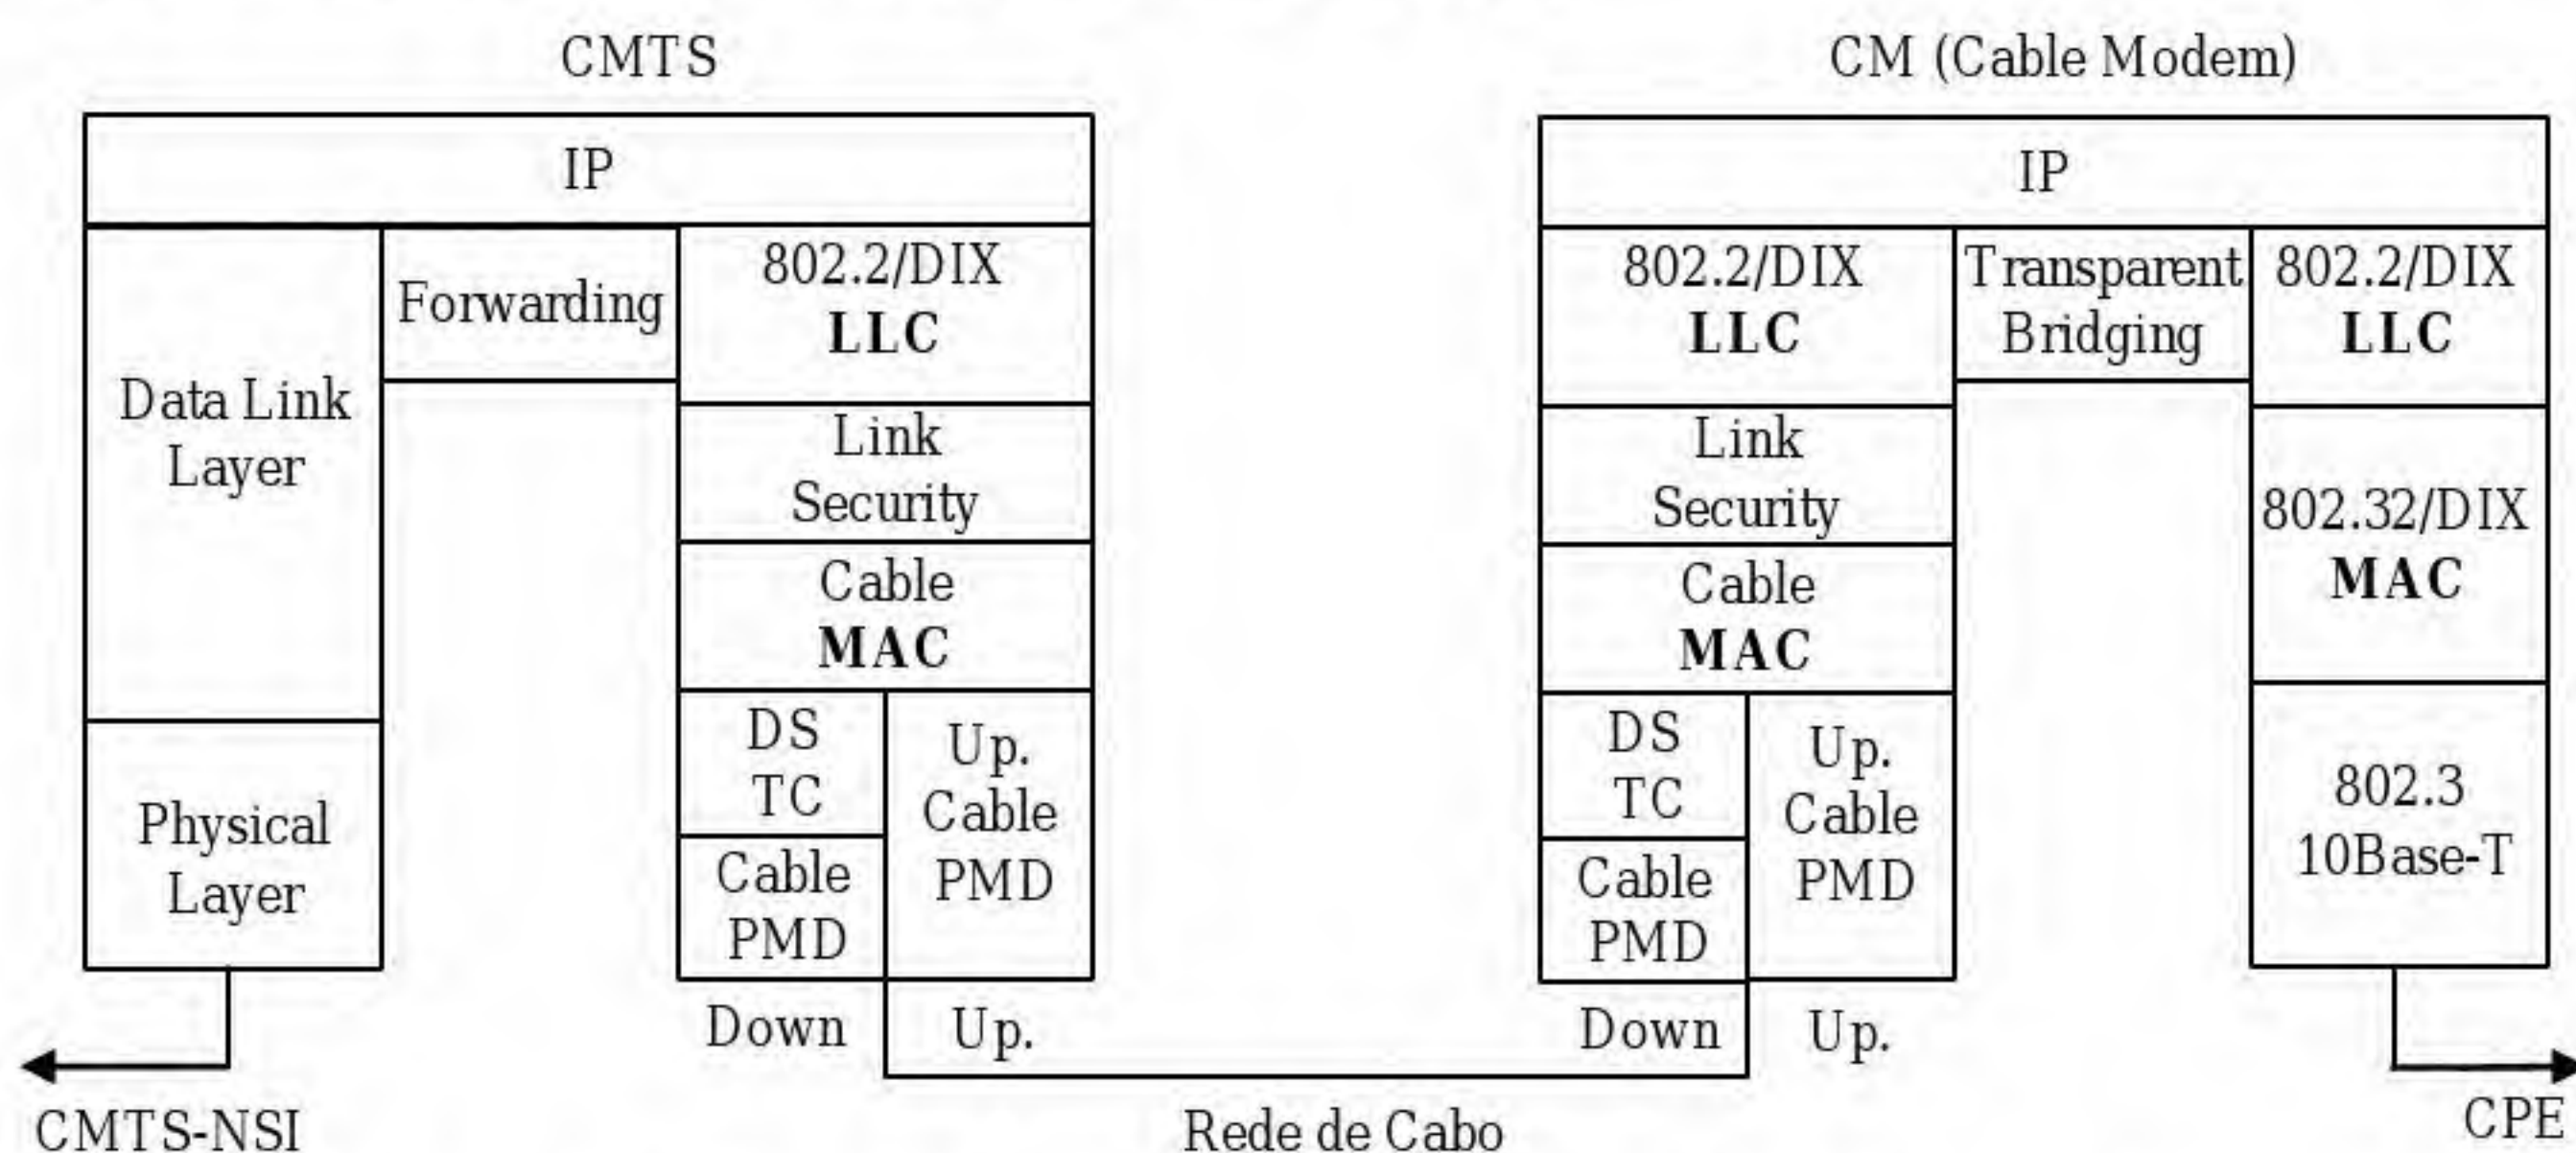 CMTS
IP
Data Link
Layer
Physical
Layer
Forwarding
802.2/DIX
LLC
Link
Security
Cable
MAC
DS
TC
Cable
PMD
Up.
Cable
PMD
Down
Up.
CMTS-NSI
Rede de Cabo
CM (Cable Modem)
IP
802.2/DIX
LLC
Link
Security
Cable
MAC
DS
TC
Cable
PMD
Up.
Cable
PMD
Down
Up.
Transparent
Bridging
802.2/DIX
LLC
802.32/DIX
MAC
802.3
10Base-T
CPE